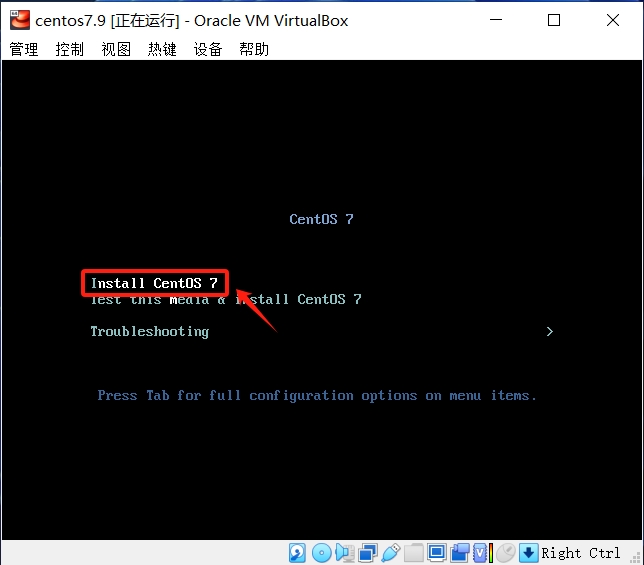 centos7.9 [正在运行] - Oracle VM VirtualBox
管理 控制 视图 热键 设备 帮助
CentOS 7
Install CentOS 7
Test this media & install CentOS 7
Troubleshooting >
Press Tab for full configuration options on menu items.
Right Ctrl